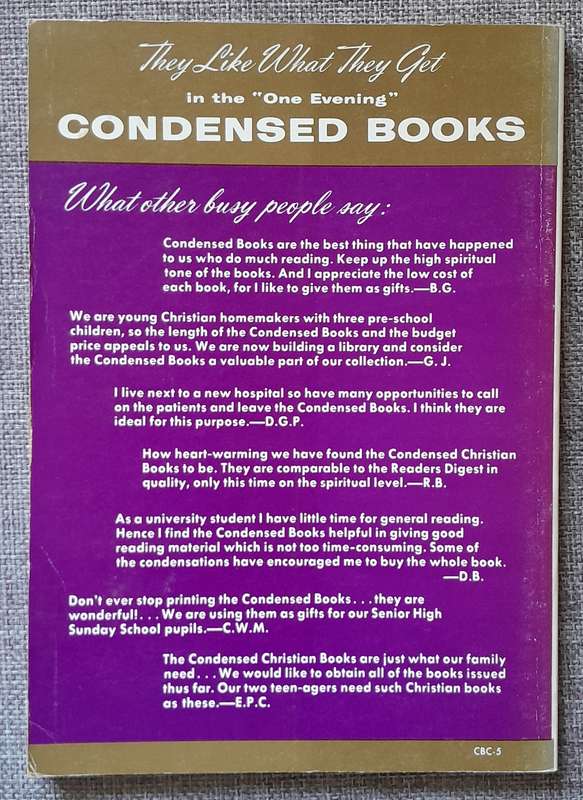 They Like What They Get
in the "One Evening"
CONDENSED BOOKS
What other busy people say:
Condensed Books are the best thing that have happened
to us who do much reading. Keep up the high spiritual
tone of the books. And I appreciate the low cost of
each book, for I like to give them as gifts.—B.G.
We are young Christian homemakers with three pre-school
children, so the length of the Condensed Books and the budget
price appeals to us. We are now building a library and consider
the Condensed Books a valuable part of our collection.—G. J.
I live next to a new hospital so have many opportunities to call
on the patients and leave the Condensed Books. I think they are
ideal for this purpose.—D.G.P.
How heart-warming we have found the Condensed Christian
Books to be. They are comparable to the Readers Digest in
quality, only this time on the spiritual level.—R.B.
As a university student I have little time for general reading.
Hence I find the Condensed Books helpful in giving good
reading material which is not too time-consuming. Some of
the condensations have encouraged me to buy the whole book.
—D.B.
Don't ever stop printing the Condensed Books . . . they are
wonderful! . . . We are using them as gifts for our Senior High
Sunday School pupils.—C.W.M.
The Condensed Christian Books are just what our family
need . . . We would like to obtain all of the books issued
thus far. Our two teen-agers need such Christian books
as these.—E.P.C.
CBC-5